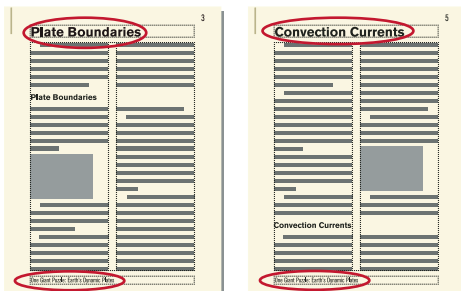 3
Plate Boundaries
Plate Boundaries
One Giant Puzzle: Earth's Dynamic Plates
5
Convection Currents
Convection Currents
One Giant Puzzle: Earth's Dynamic Plates